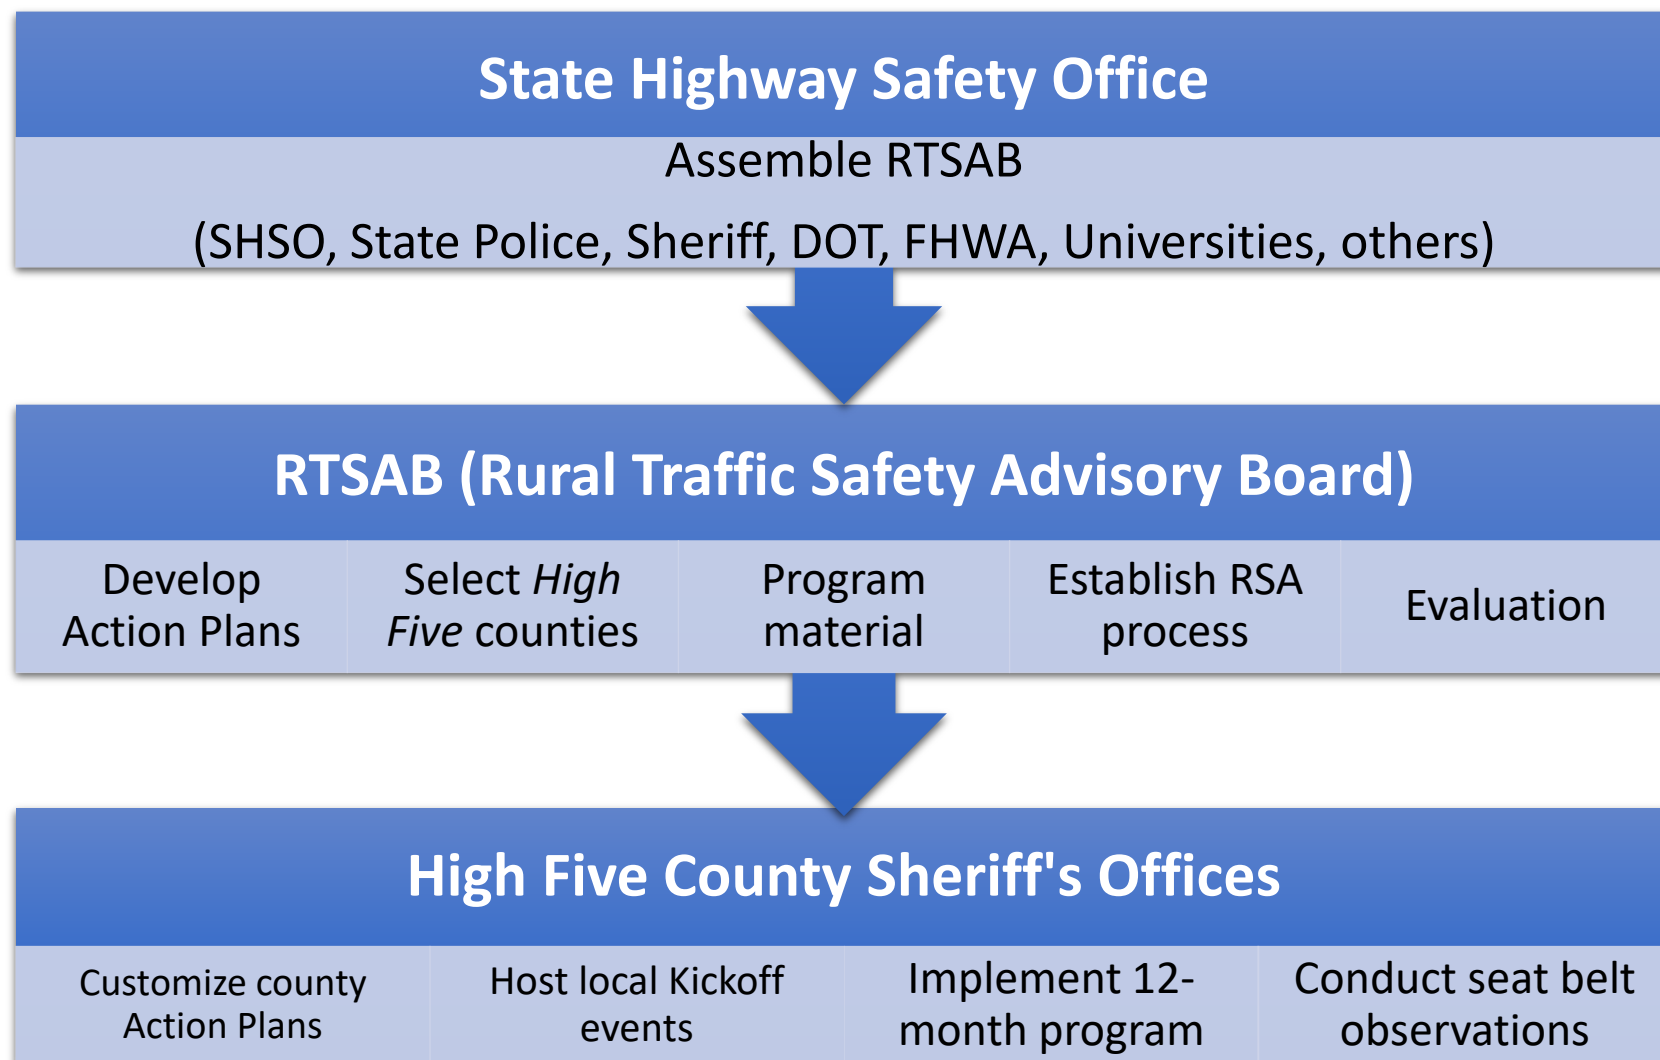 State Highway Safety Office
Assemble RTSAB
(SHSO, State Police, Sheriff, DOT, FHWA, Universities, others)
RTSAB (Rural Traffic Safety Advisory Board)
Develop
Action Plans
Select High
Five counties
Program
material
Establish RSA
process
Evaluation
High Five County Sheriff's Offices
Customize county
Action Plans
Host local Kickoff
events
Implement 12-
month program
Conduct seat belt
observations